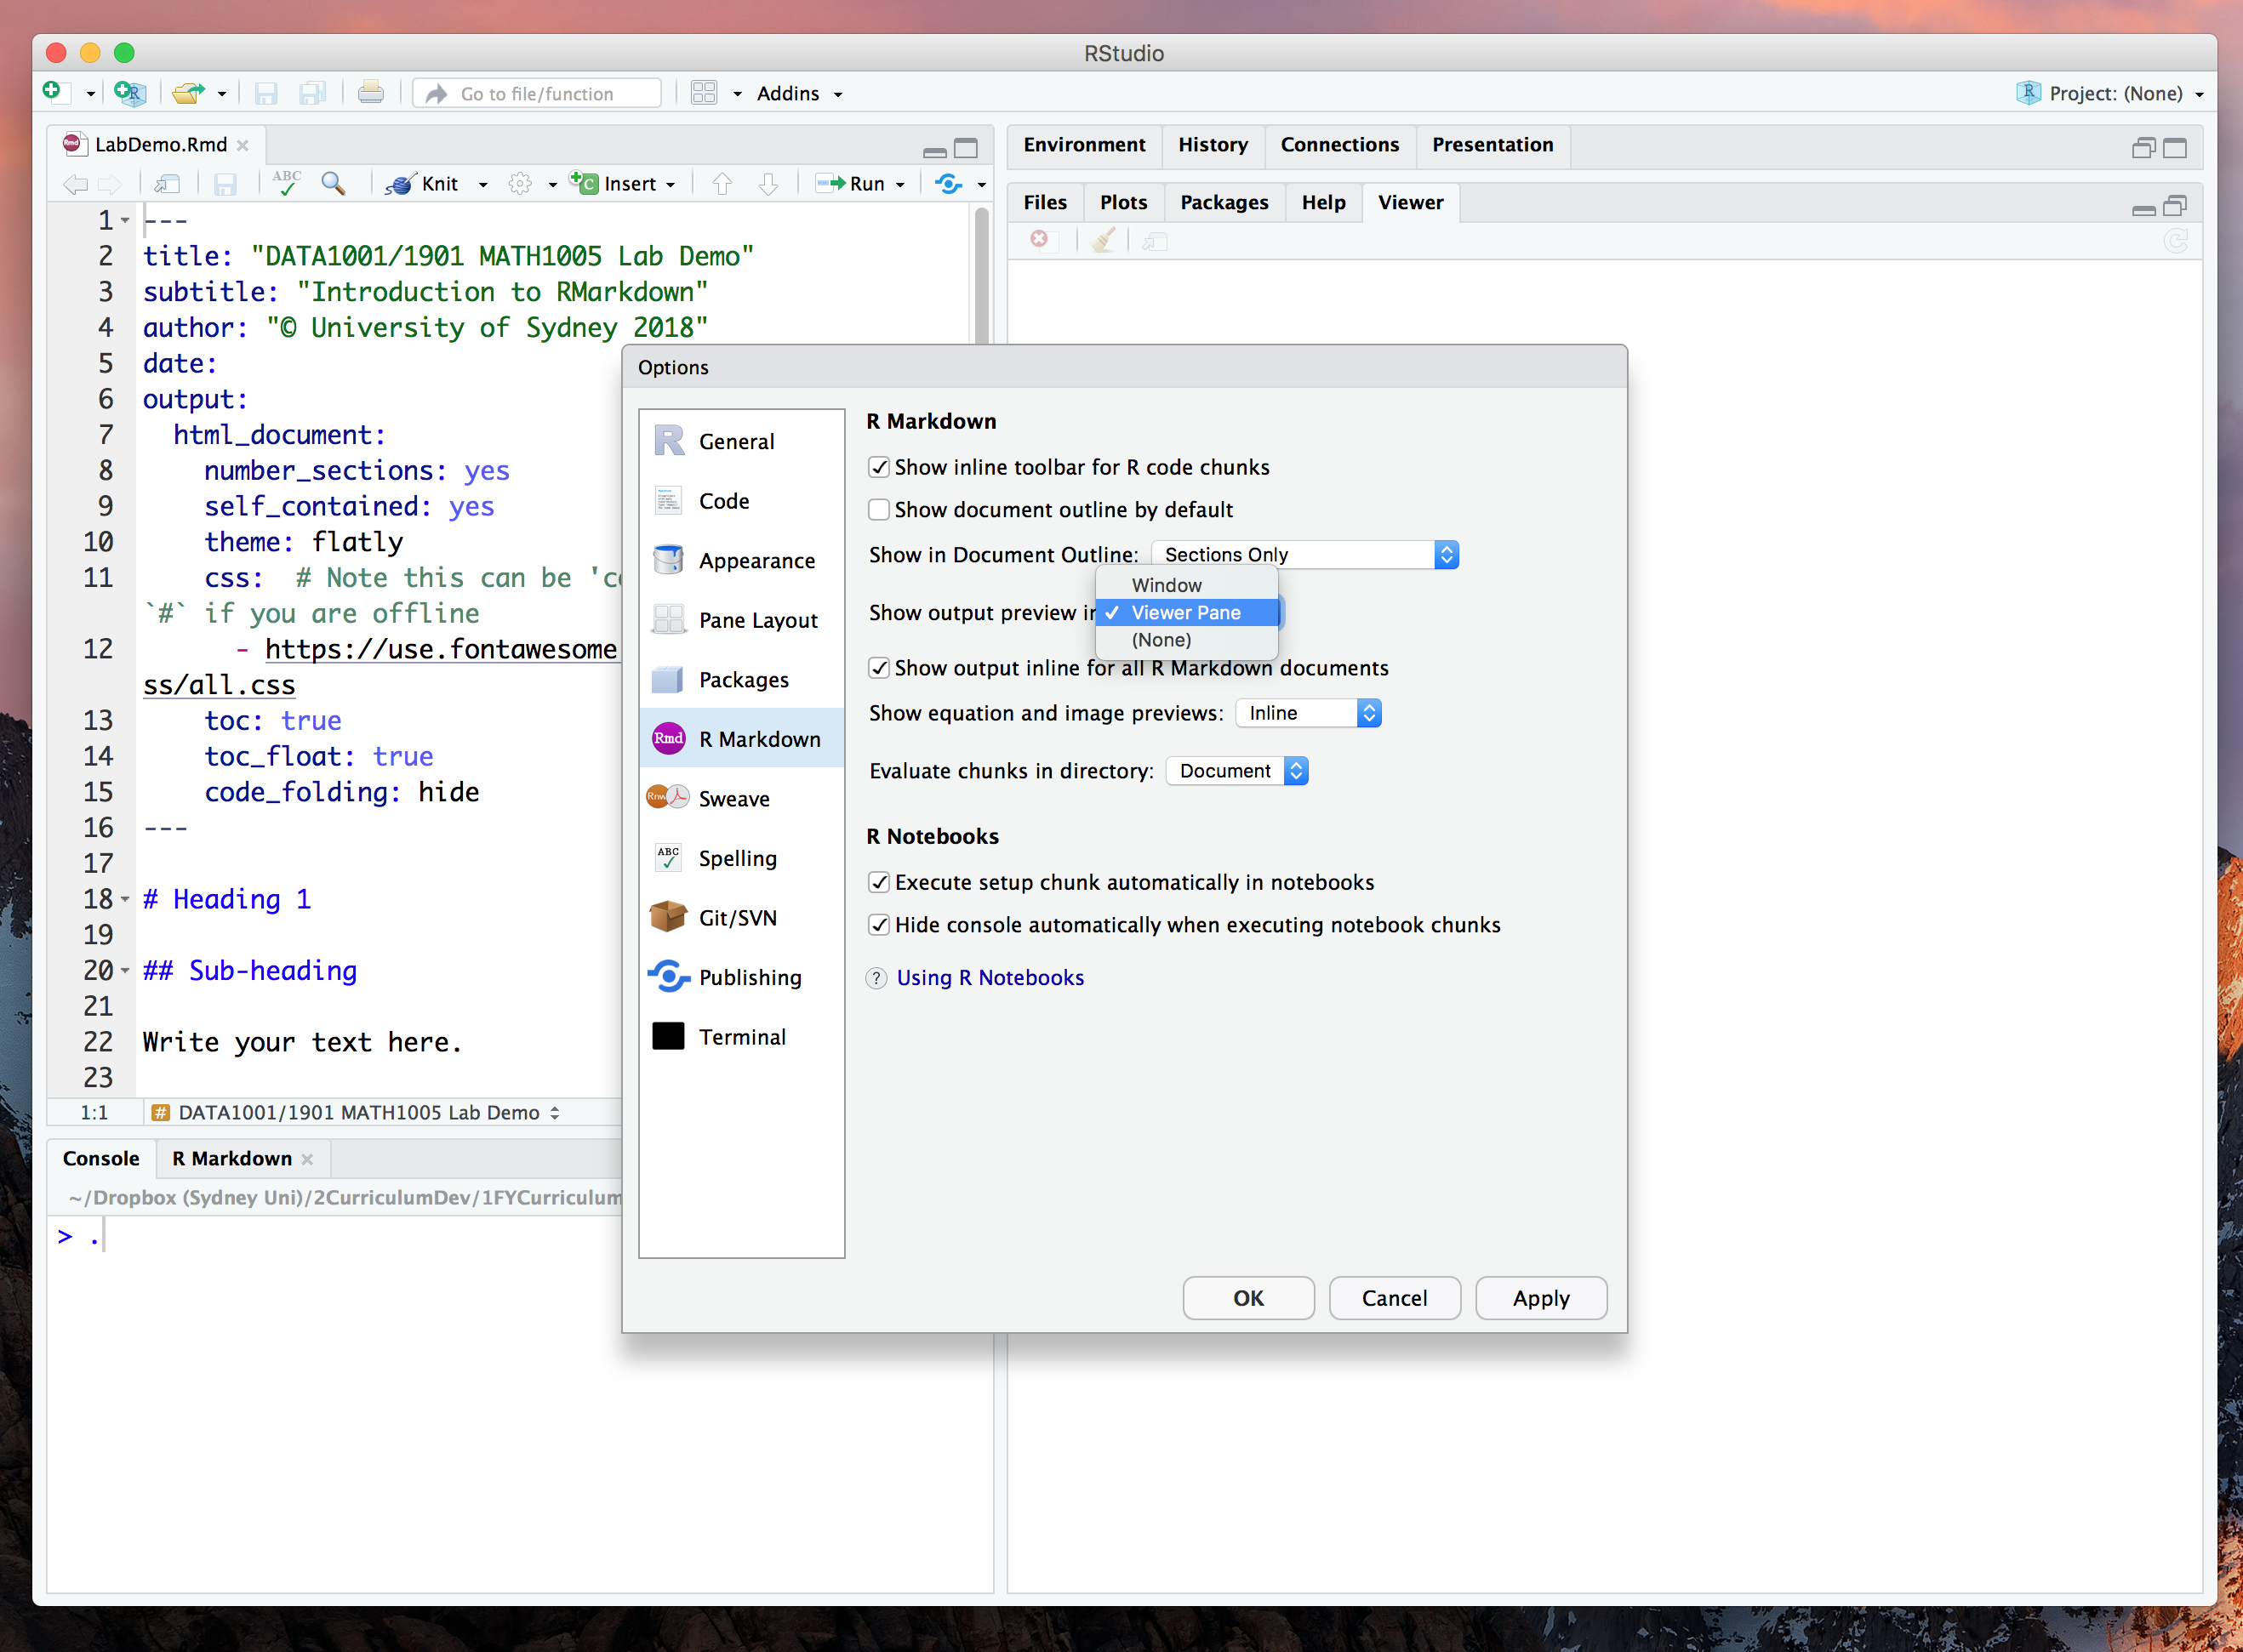 RStudio
Go to file/function
Addins
Project: (None)
LabDemo.Rmd
ABC
Knit
Insert
Run
1 ---
2 title: "DATA1001/1901 MATH1005 Lab Demo"
3 subtitle: "Introduction to RMarkdown"
4 author: "© University of Sydney 2018"
5 date:
6 output:
7 html_document:
8 number_sections: yes
9 self_contained: yes
10 theme: flatly
11 css: # Note this can be
`#` if you are offline
12 - https://use.fontawesome
ss/all.css
13 toc: true
14 toc_float: true
15 code_folding: hide
16 ---
17
18 # Heading 1
19
20 ## Sub-heading
21
22 Write your text here.
23
1:1 # DATA1001/1901 MATH1005 Lab Demo
Console
R Markdown
~/Dropbox (Sydney Uni)/2CurriculumDev/1FYCurriculum
> .
Environment
History
Connections
Presentation
Files
Plots
Packages
Help
Viewer
Options
General
Code
Appearance
Pane Layout
Packages
Rmd R Markdown
Rnw Sweave
ABC Spelling
Git/SVN
Publishing
Terminal
R Markdown
Show inline toolbar for R code chunks
Show document outline by default
Show in Document Outline: Sections Only
Window
Show output preview in Viewer Pane
(None)
Show output inline for all R Markdown documents
Show equation and image previews: Inline
Evaluate chunks in directory: Document
R Notebooks
Execute setup chunk automatically in notebooks
Hide console automatically when executing notebook chunks
? Using R Notebooks
OK
Cancel
Apply